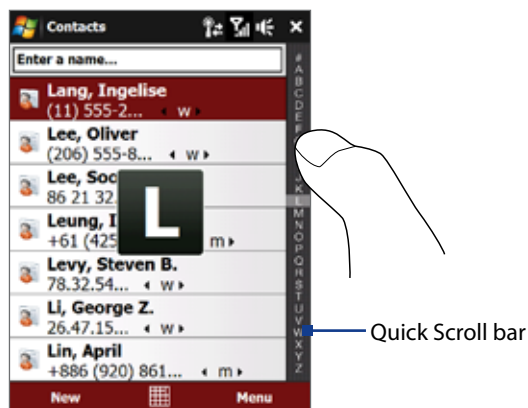 Contacts
Enter a name...
Lang, Ingelise
(11) 555-2... w
Lee, Oliver
(206) 555-8... w
Lee,
86 21 32.
L
Leung, I
+61 (425 m
Levy, Steven B.
78.32.54... w
Li, George Z.
26.47.15... w
Lin, April
+886 (920) 861... m
New
Menu
#
A
B
C
D
E
F
J
K
L
M
N
O
P
Q
R
S
T
U
V
W
X
Y
Z
Quick Scroll bar